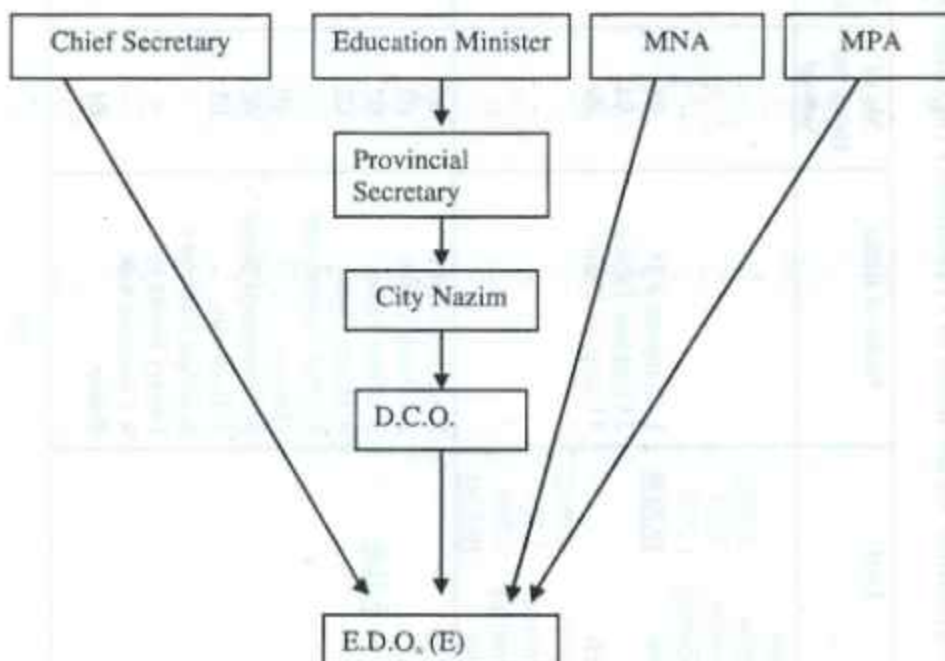 Chief Secretary
Education Minister
MNA
MPA
Provincial
Secretary
City Nazim
D.C.O.
E.D.O. (E)